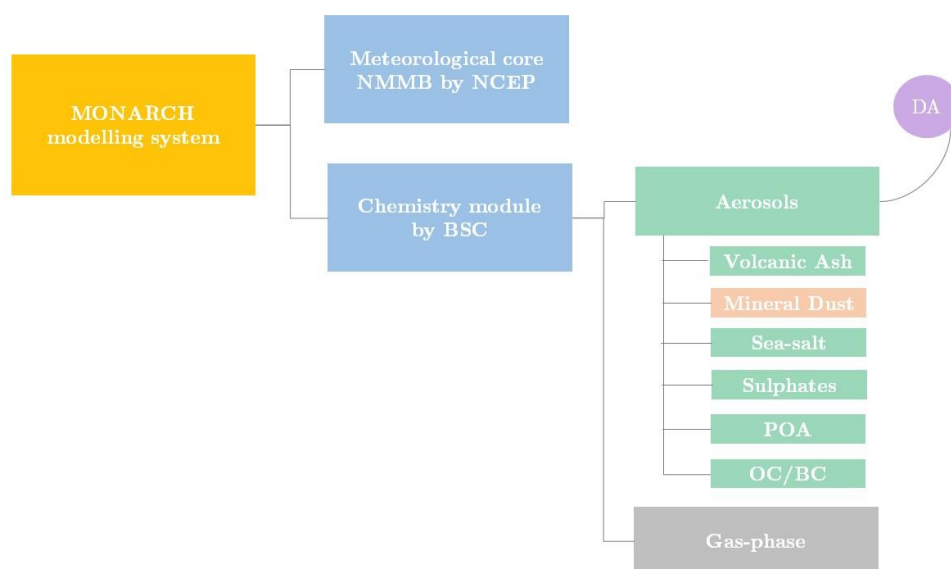 MONARCH
modelling system
Meteorological core
NMMB by NCEP
Chemistry module
by BSC
DA
Aerosols
Volcanic Ash
Mineral Dust
Sea-salt
Sulphates
POA
OC/BC
Gas-phase